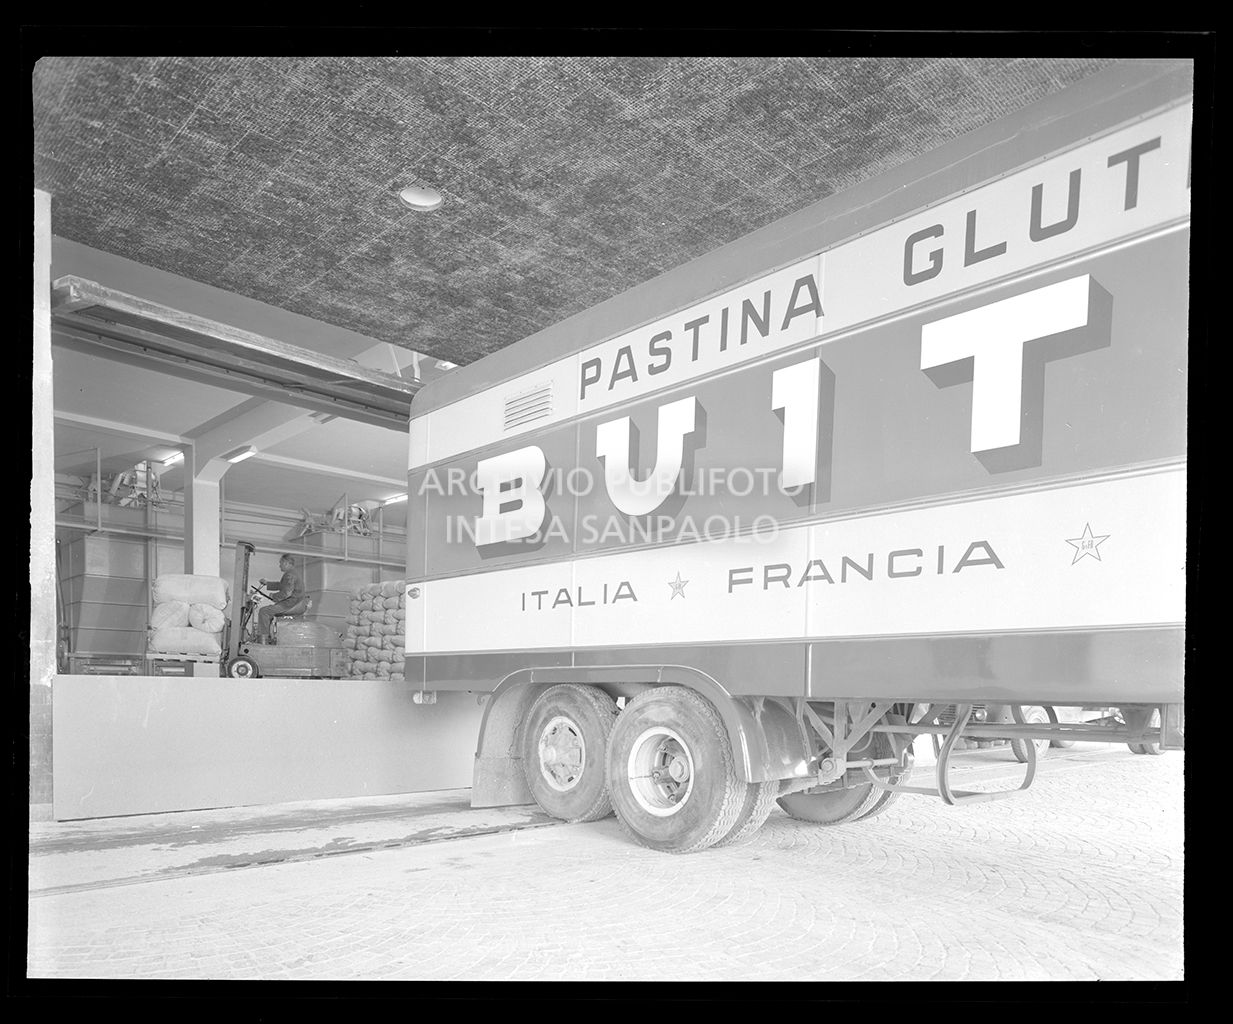 PASTINA GLUT
BUIT
ITALIA FRANCIA
ARCHIVIO PUBLIFOTO
INTESA SANPAOLO